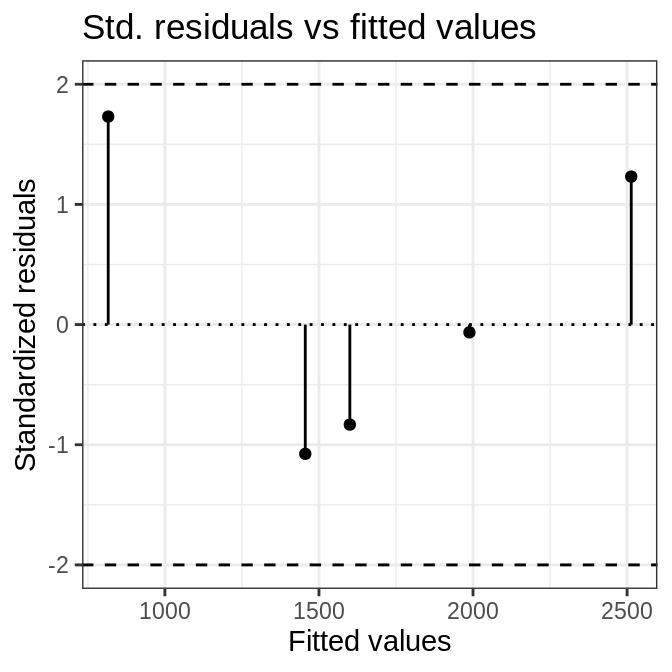 Std. residuals vs fitted values
Standardized residuals
2
1
0
-1
-2
1000 1500 2000 2500
Fitted values